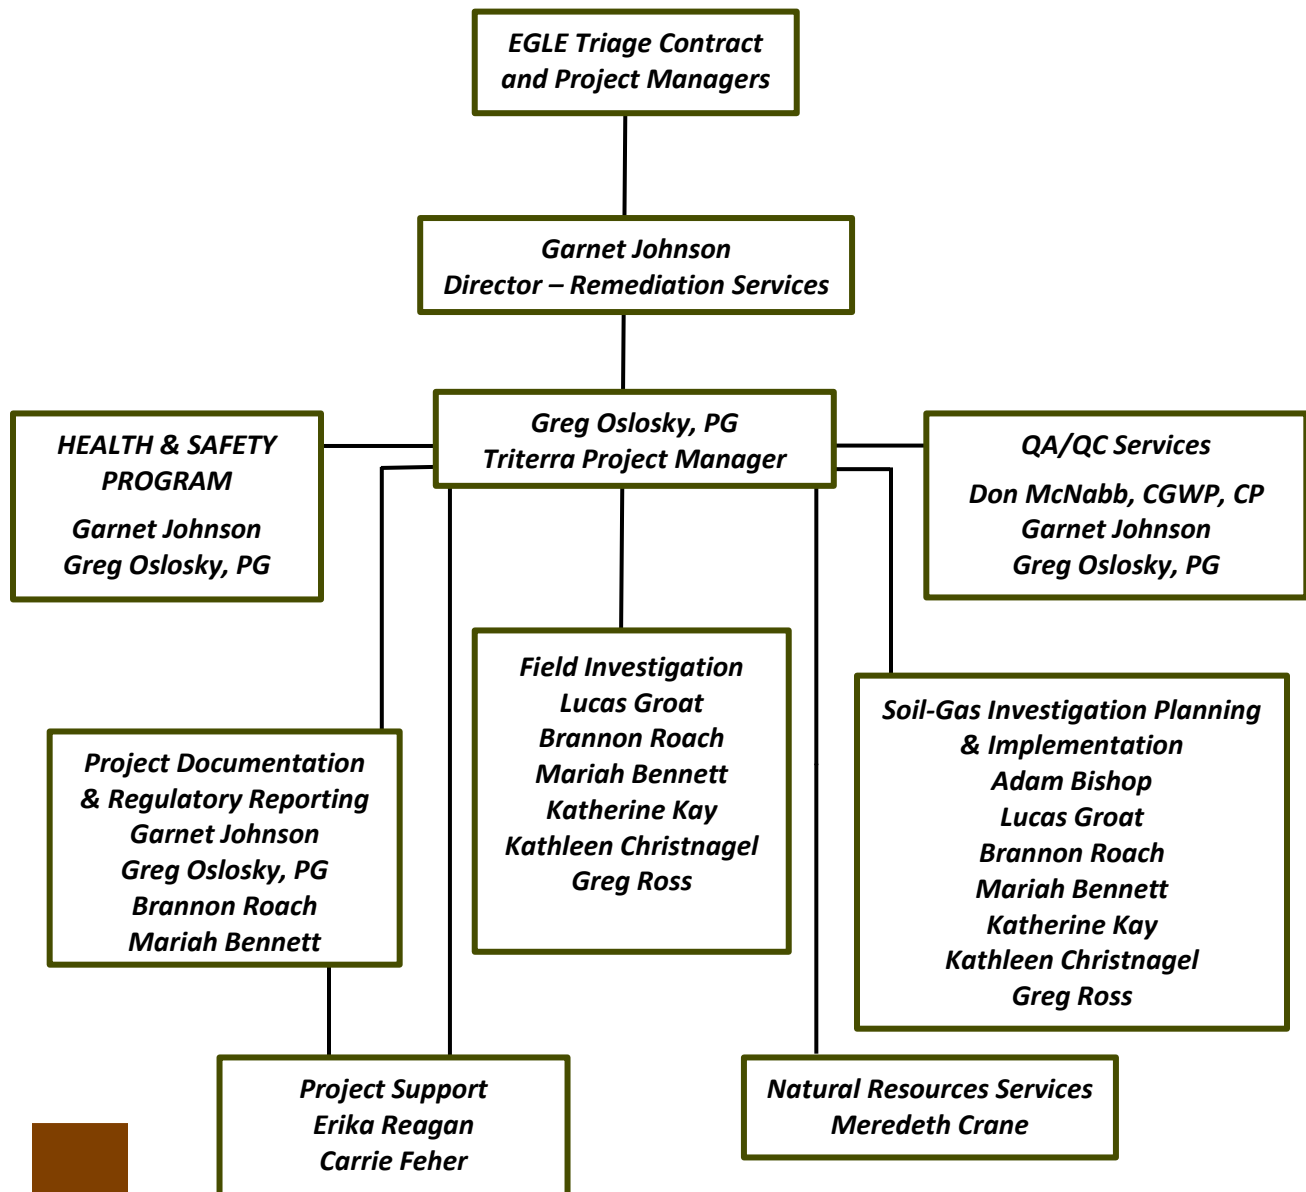 EGLE Triage Contract
and Project Managers
Garnet Johnson
Director – Remediation Services
Greg Oslosky, PG
Triterra Project Manager
HEALTH & SAFETY
PROGRAM
Garnet Johnson
Greg Oslosky, PG
QA/QC Services
Don McNabb, CGWP, CP
Garnet Johnson
Greg Oslosky, PG
Project Documentation
& Regulatory Reporting
Garnet Johnson
Greg Oslosky, PG
Brannon Roach
Mariah Bennett
Field Investigation
Lucas Groat
Brannon Roach
Mariah Bennett
Katherine Kay
Kathleen Christnagel
Greg Ross
Soil-Gas Investigation Planning
& Implementation
Adam Bishop
Lucas Groat
Brannon Roach
Mariah Bennett
Katherine Kay
Kathleen Christnagel
Greg Ross
Project Support
Erika Reagan
Carrie Feher
Natural Resources Services
Meredeth Crane